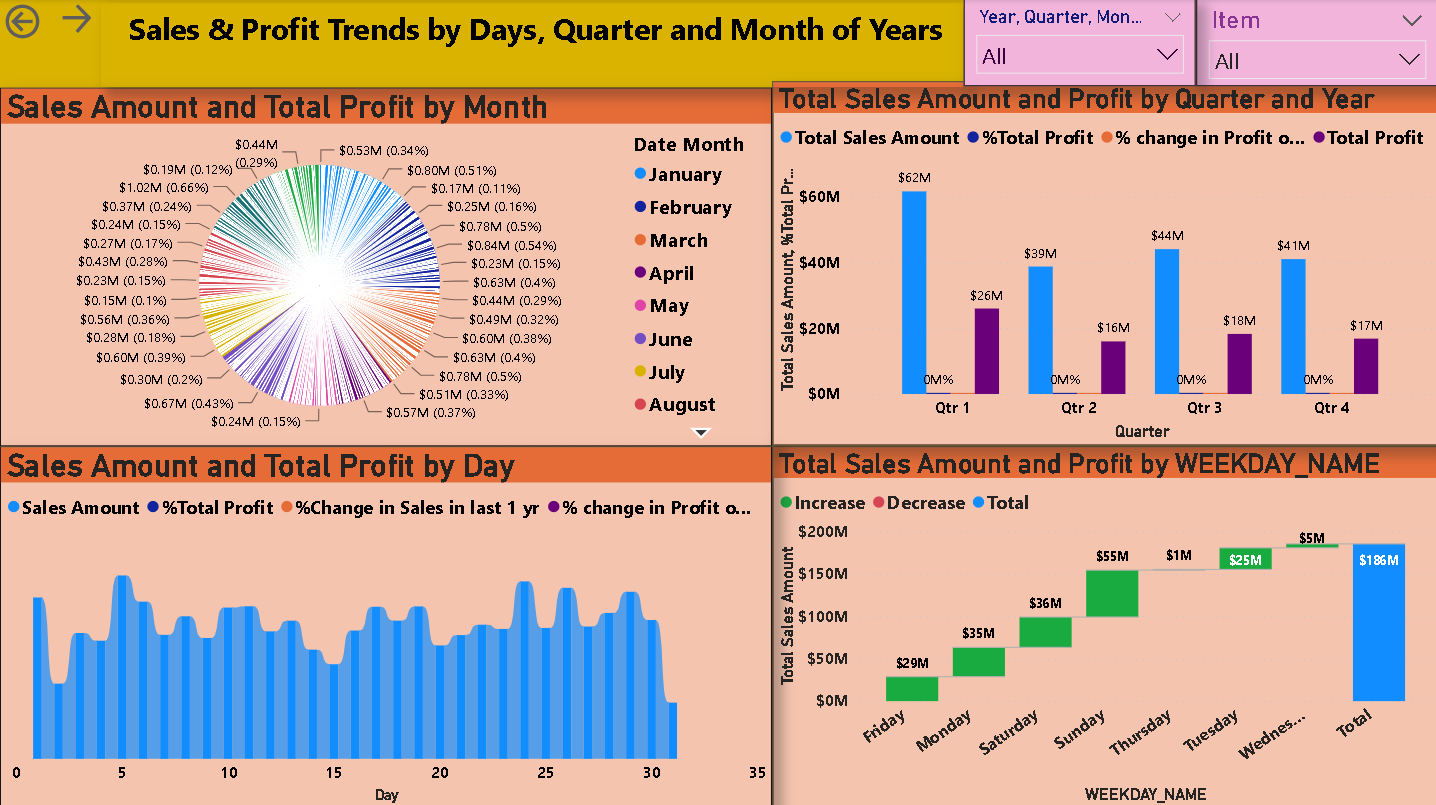 Sales & Profit Trends by Days, Quarter and Month of Years
Year, Quarter, Mon...
All
Item
All
Sales Amount and Total Profit by Month
$0.44M
(0.29%)
$0.53M (0.34%)
$0.19M (0.12%)
$0.80M (0.51%)
$1.02M (0.66%)
$0.17M (0.11%)
$0.37M (0.24%)
$0.25M (0.16%)
$0.24M (0.15%)
$0.78M (0.5%)
$0.27M (0.17%)
$0.84M (0.54%)
$0.43M (0.28%)
$0.23M (0.15%)
$0.23M (0.15%)
$0.63M (0.4%)
$0.15M (0.1%)
$0.44M (0.29%)
$0.56M (0.36%)
$0.49M (0.32%)
$0.28M (0.18%)
$0.60M (0.38%)
$0.60M (0.39%)
$0.63M (0.4%)
$0.30M (0.2%)
$0.78M (0.5%)
$0.67M (0.43%)
$0.51M (0.33%)
$0.24M (0.15%)
$0.57M (0.37%)
Date Month
January
February
March
April
May
June
July
August
Total Sales Amount and Profit by Quarter and Year
Total Sales Amount %Total Profit % change in Profit o... Total Profit
Total Sales Amount, %Total Pr...
$60M
$40M
$20M
$0M
$62M
0M%
$26M
$39M
0M%
$16M
$44M
0M%
$18M
$41M
0M%
$17M
Qtr 1 Qtr 2 Qtr 3 Qtr 4
Quarter
Sales Amount and Total Profit by Day
Sales Amount %Total Profit %Change in Sales in last 1 yr % change in Profit o...
0 5 10 15 20 25 30 35
Day
Total Sales Amount and Profit by WEEKDAY_NAME
Increase Decrease Total
Total Sales Amount
$200M
$150M
$100M
$50M
$0M
$29M
$35M
$36M
$55M
$1M
$25M
$5M
$186M
Friday Monday Saturday Sunday Thursday Tuesday Wednes... Total
WEEKDAY_NAME